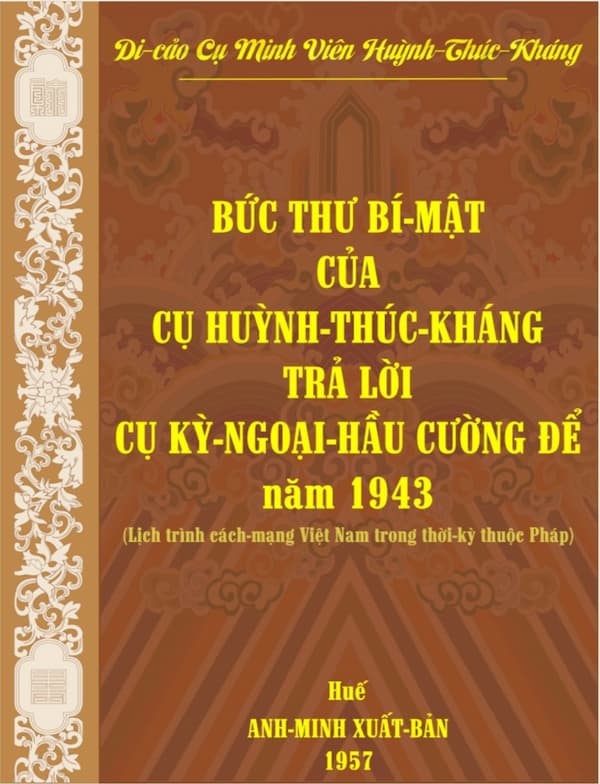 Di-cảo Cụ Minh Viên Huỳnh-Thúc-Kháng
BỨC THƯ BÍ-MẬT
CỦA
CỤ HUỲNH-THÚC-KHÁNG
TRẢ LỜI
CỤ KỲ-NGOẠI-HẦU CƯỜNG ĐỂ
năm 1943
(Lịch trình cách-mạng Việt Nam trong thời-kỳ thuộc Pháp)
Huế
ANH-MINH XUẤT-BẢN
1957